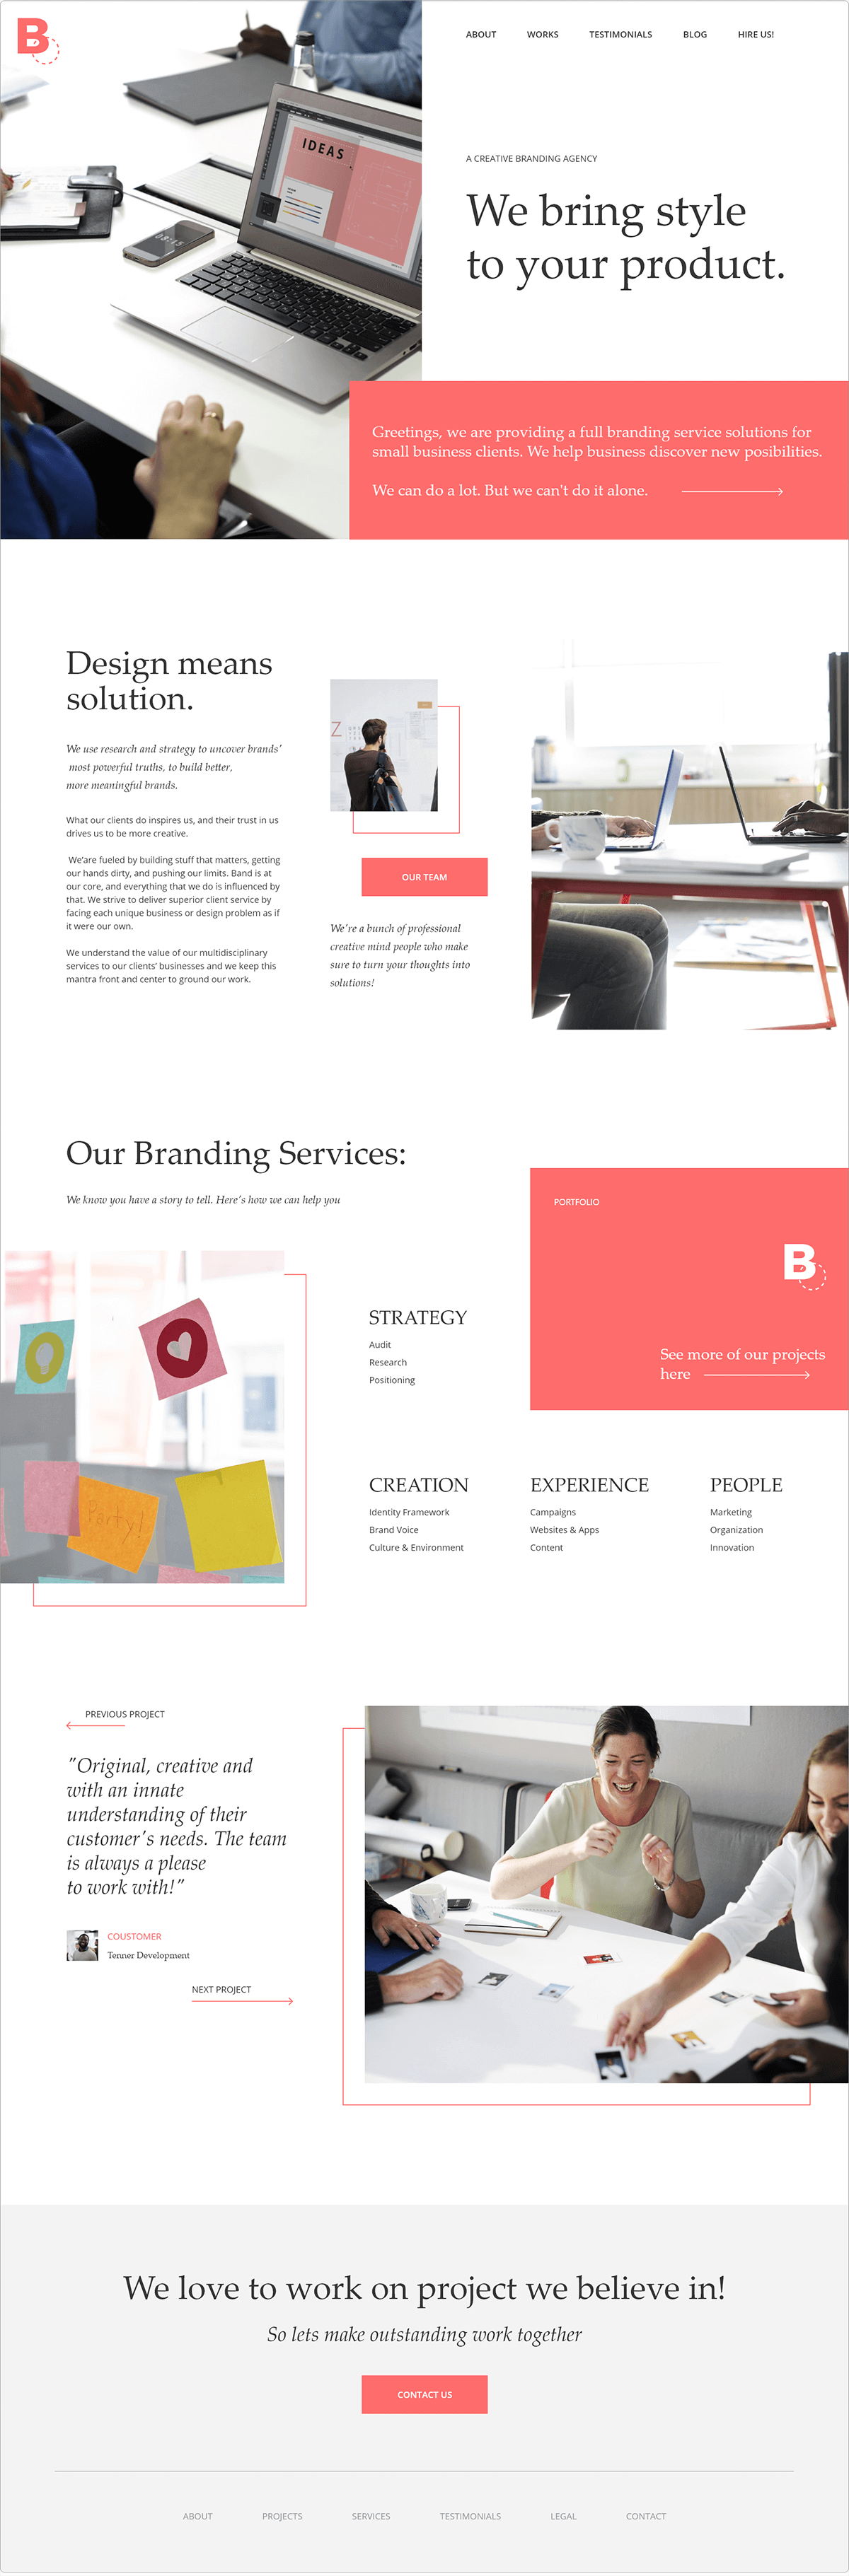 B
ABOUT WORKS TESTIMONIALS BLOG HIRE US!
IDEAS
08:15
A CREATIVE BRANDING AGENCY
We bring style
to your product.
Greetings, we are providing a full branding service solutions for
small business clients. We help business discover new posibilities.
We can do a lot. But we can't do it alone.
Design means
solution.
We use research and strategy to uncover brands'
most powerful truths, to build better,
more meaningful brands.
What our clients do inspires us, and their trust in us
drives us to be more creative.
We'are fueled by building stuff that matters, getting
our hands dirty, and pushing our limits. Band is at
our core, and everything that we do is influenced by
that. We strive to deliver superior client service by
facing each unique business or design problem as if
it were our own.
We understand the value of our multidisciplinary
services to our clients' businesses and we keep this
mantra front and center to ground our work.
Z
OUR TEAM
We're a bunch of professional
creative mind people who make
sure to turn your thoughts into
solutions!
Our Branding Services:
We know you have a story to tell. Here's how we can help you
PORTFOLIO
B
See more of our projects
here
Party!
STRATEGY
Audit
Research
Positioning
CREATION
Identity Framework
Brand Voice
Culture & Environment
EXPERIENCE
Campaigns
Websites & Apps
Content
PEOPLE
Marketing
Organization
Innovation
PREVIOUS PROJECT
"Original, creative and
with an innate
understanding of their
customer's needs. The team
is always a please
to work with!"
COUSTOMER
Tenner Development
NEXT PROJECT
We love to work on project we believe in!
So lets make outstanding work together
CONTACT US
ABOUT PROJECTS SERVICES TESTIMONIALS LEGAL CONTACT